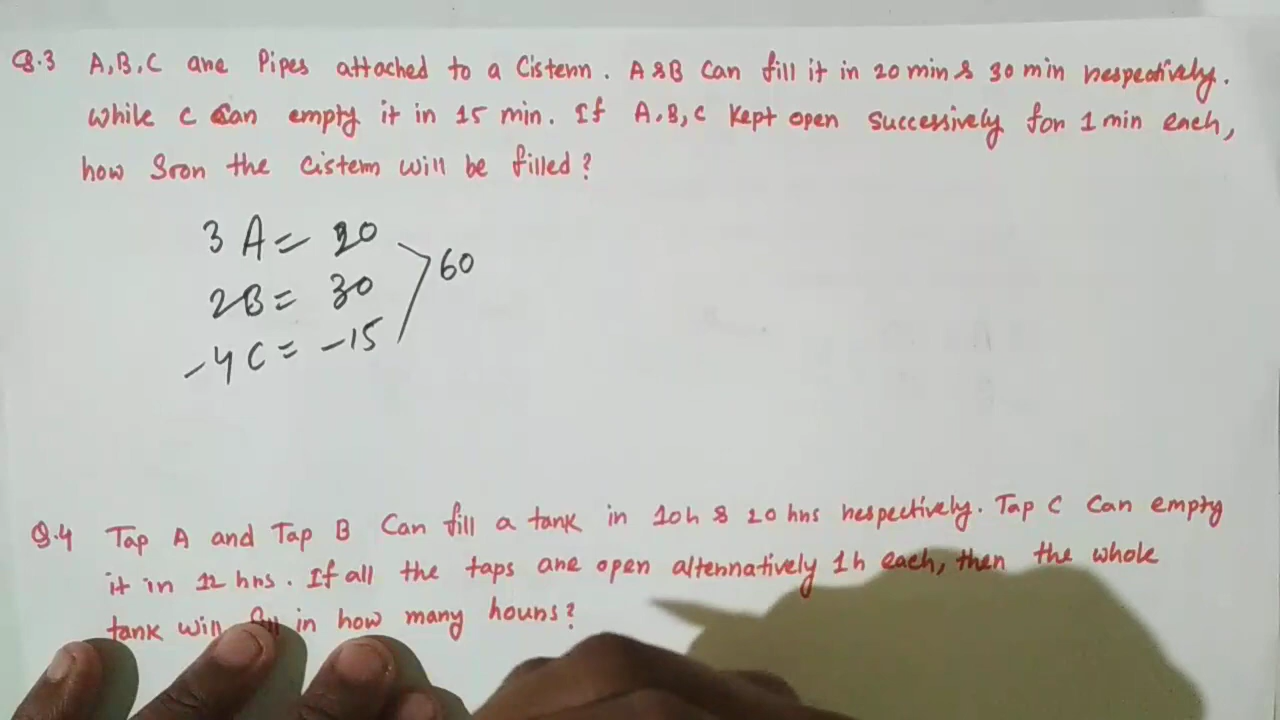 Q.3 A,B,C are Pipes attached to a Cistern. A & B Can fill it in 20 min & 30 min respectively.
While C Can empty it in 15 min. If A,B,C Kept open Successively for 1 min each,
how Soon the cistern will be filled?
3 A = 20
2 B = 30
-4 C = -15
60
Q.4 Tap A and Tap B Can fill a tank in 10h & 20 hrs respectively. Tap C Can empty
it in 12 hrs. If all the taps are open alternatively 1h each, then the whole
tank will fill in how many hours?